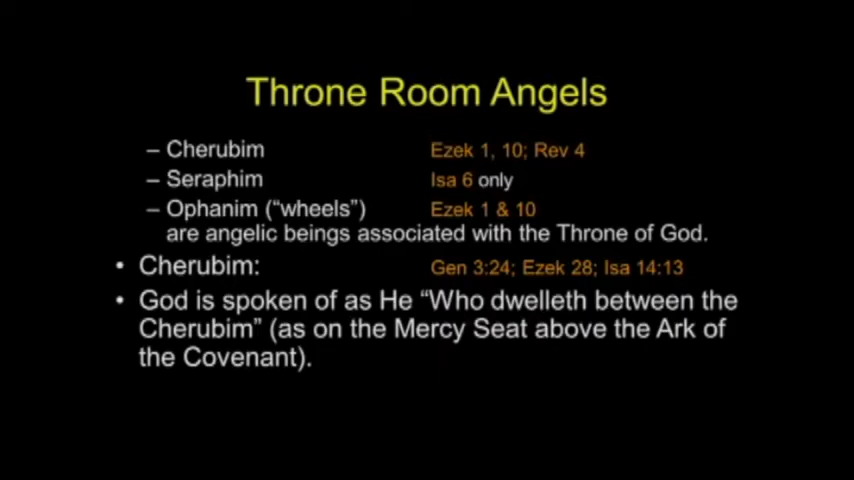 Throne Room Angels
– Cherubim Ezek 1, 10; Rev 4
– Seraphim Isa 6 only
– Ophanim (“wheels”) Ezek 1 & 10
are angelic beings associated with the Throne of God.
• Cherubim: Gen 3:24; Ezek 28; Isa 14:13
• God is spoken of as He “Who dwelleth between the
Cherubim” (as on the Mercy Seat above the Ark of
the Covenant).